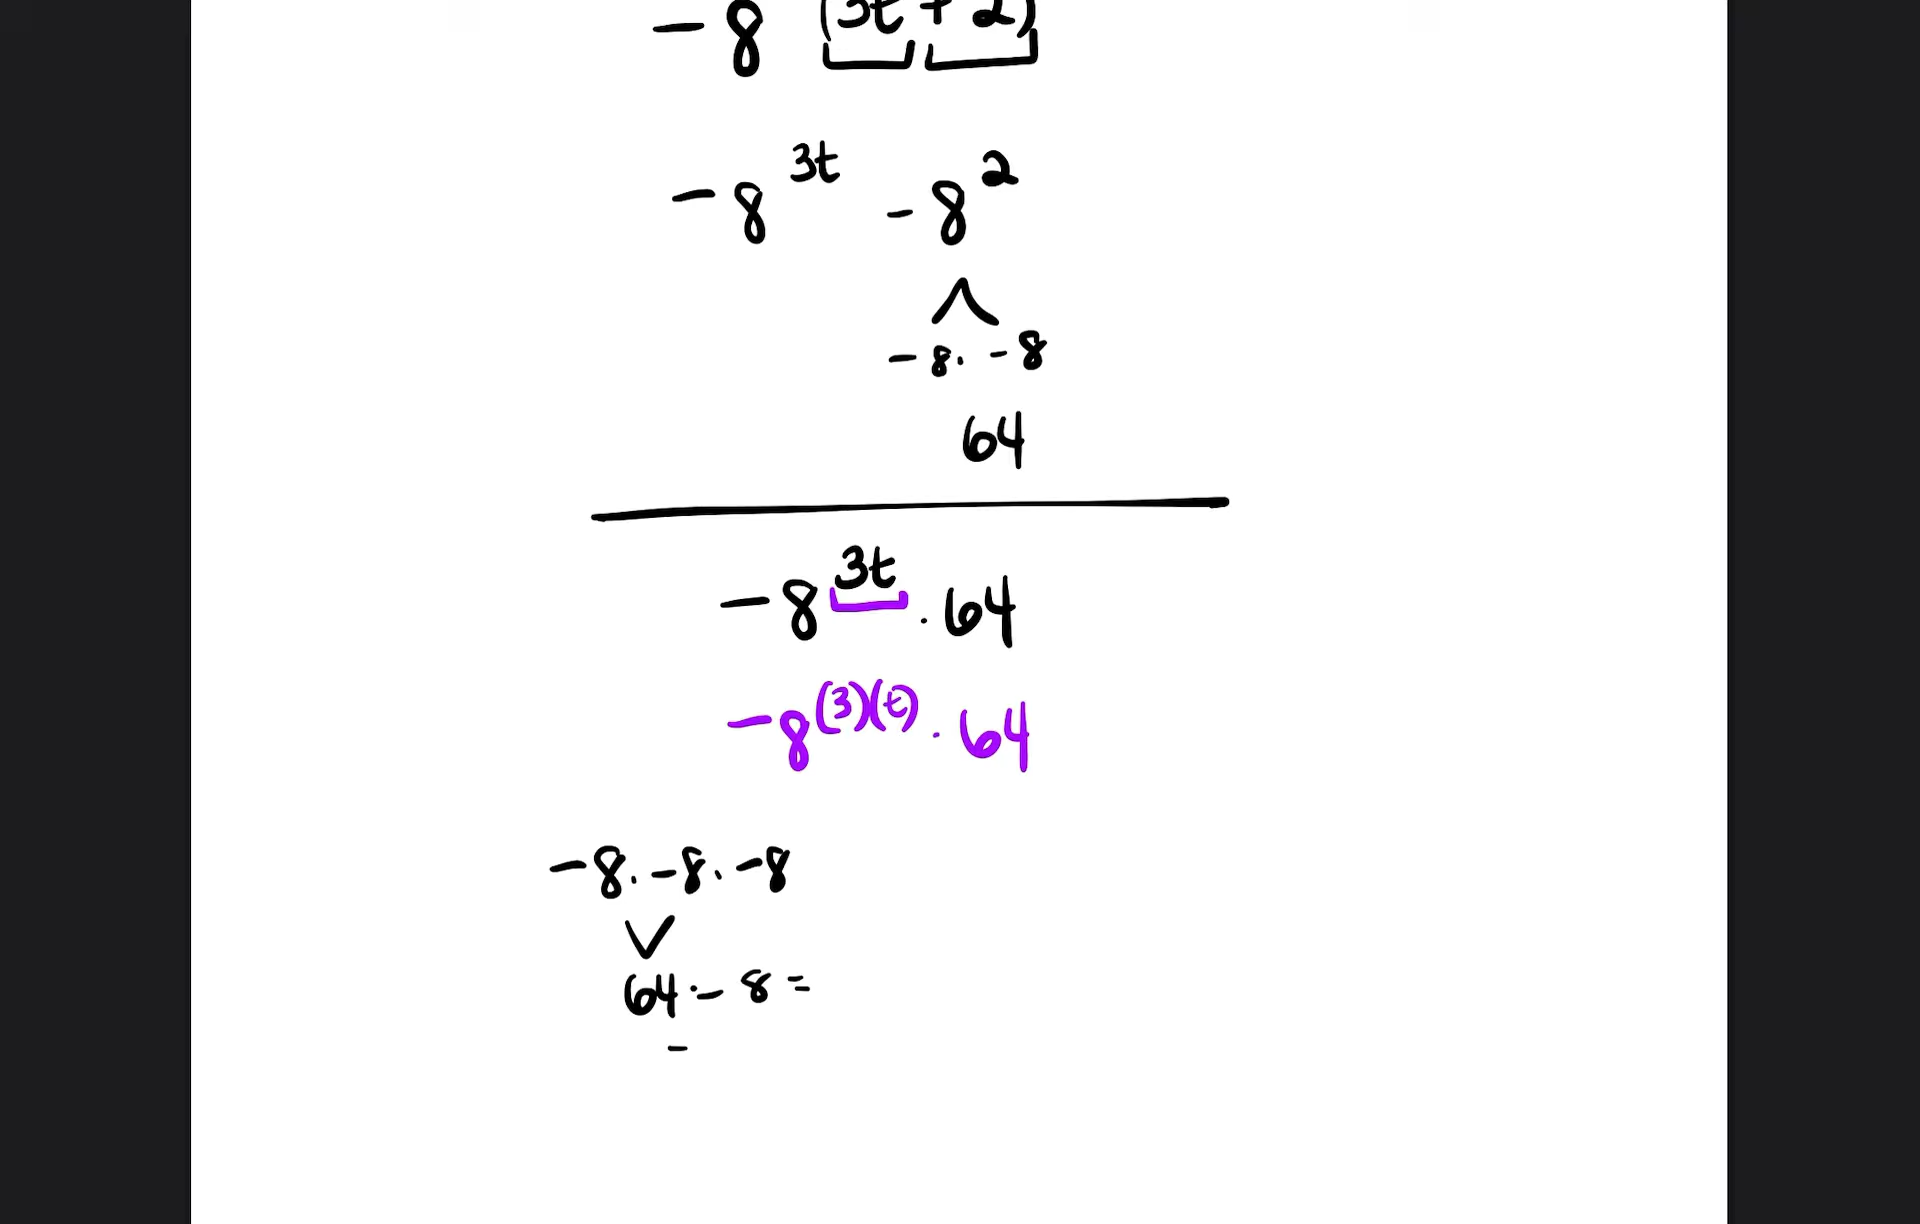 -8 (3t + 2)
-8^3t -8^2
-8. -8
64
-8^3t . 64
-8^(3)(t) . 64
-8. -8. -8
64 . - 8 =
-